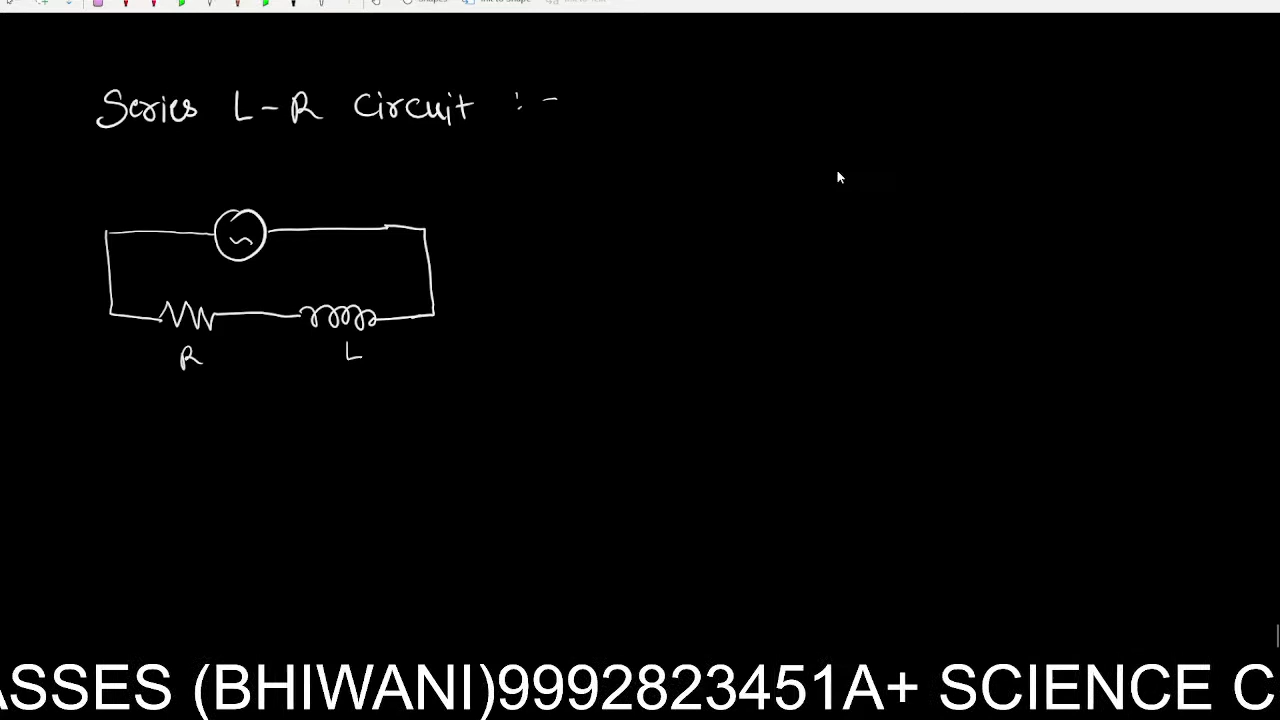 Series L-R Circuit :-
R
L
ASSES (BHIWANI)9992823451A+ SCIENCE C